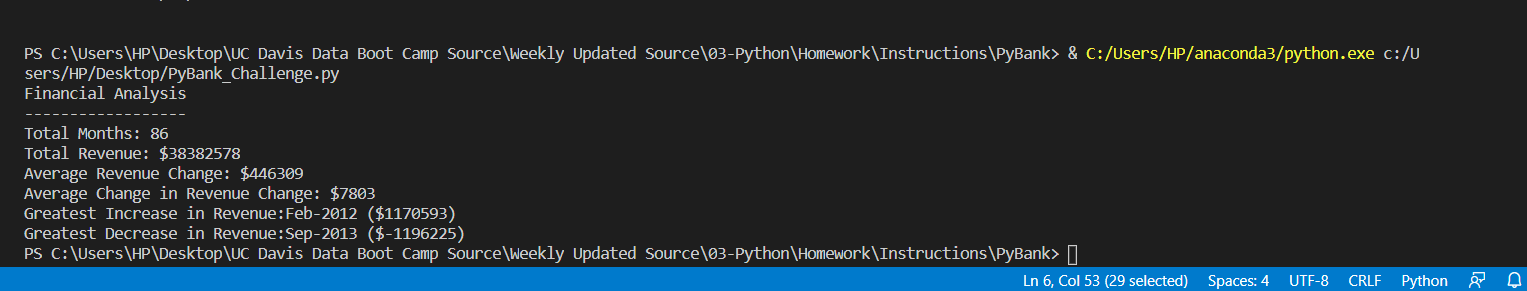 PS C:\Users\HP\Desktop\UC Davis Data Boot Camp Source\Weekly Updated Source\03-Python\Homework\Instructions\PyBank> & C:/Users/HP/anaconda3/python.exe c:/U
sers/HP/Desktop/PyBank_Challenge.py
Financial Analysis
------------------
Total Months: 86
Total Revenue: $38382578
Average Revenue Change: $446309
Average Change in Revenue Change: $7803
Greatest Increase in Revenue:Feb-2012 ($1170593)
Greatest Decrease in Revenue:Sep-2013 ($-1196225)
PS C:\Users\HP\Desktop\UC Davis Data Boot Camp Source\Weekly Updated Source\03-Python\Homework\Instructions\PyBank>
Ln 6, Col 53 (29 selected) Spaces: 4 UTF-8 CRLF Python